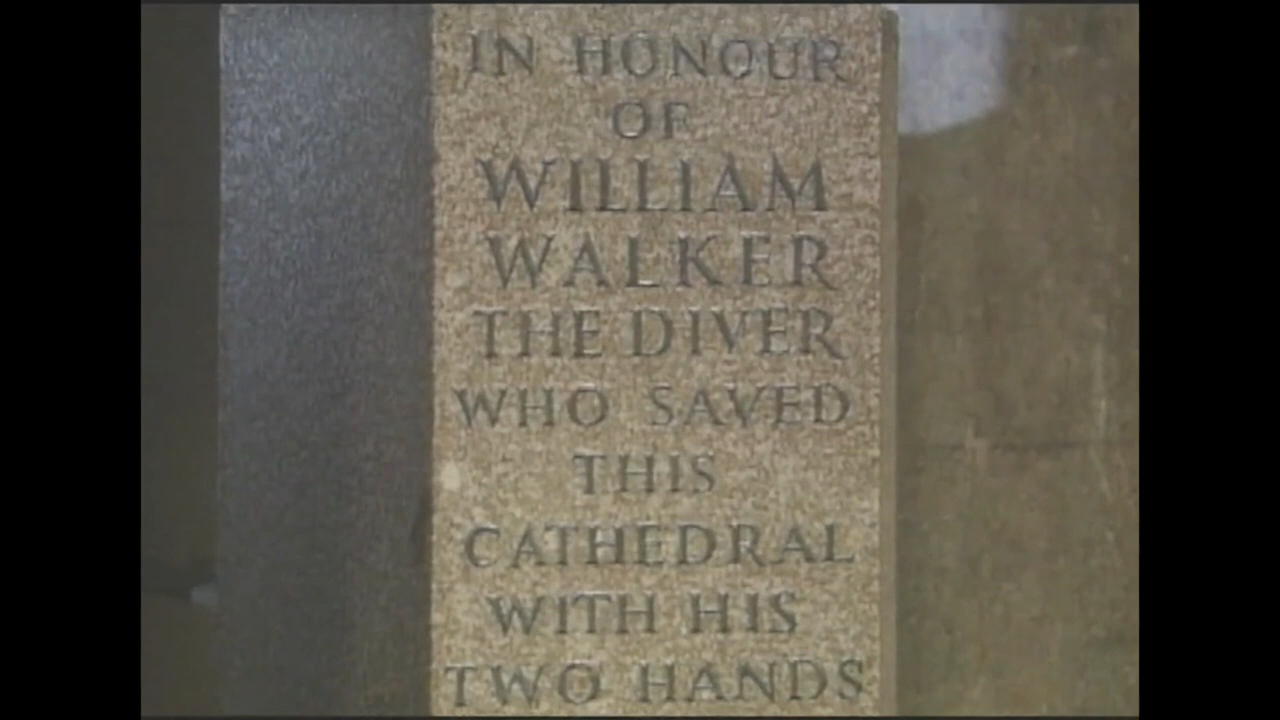 IN HONOUR
OF
WILLIAM
WALKER
THE DIVER
WHO SAVED
THIS
CATHEDRAL
WITH HIS
TWO HANDS